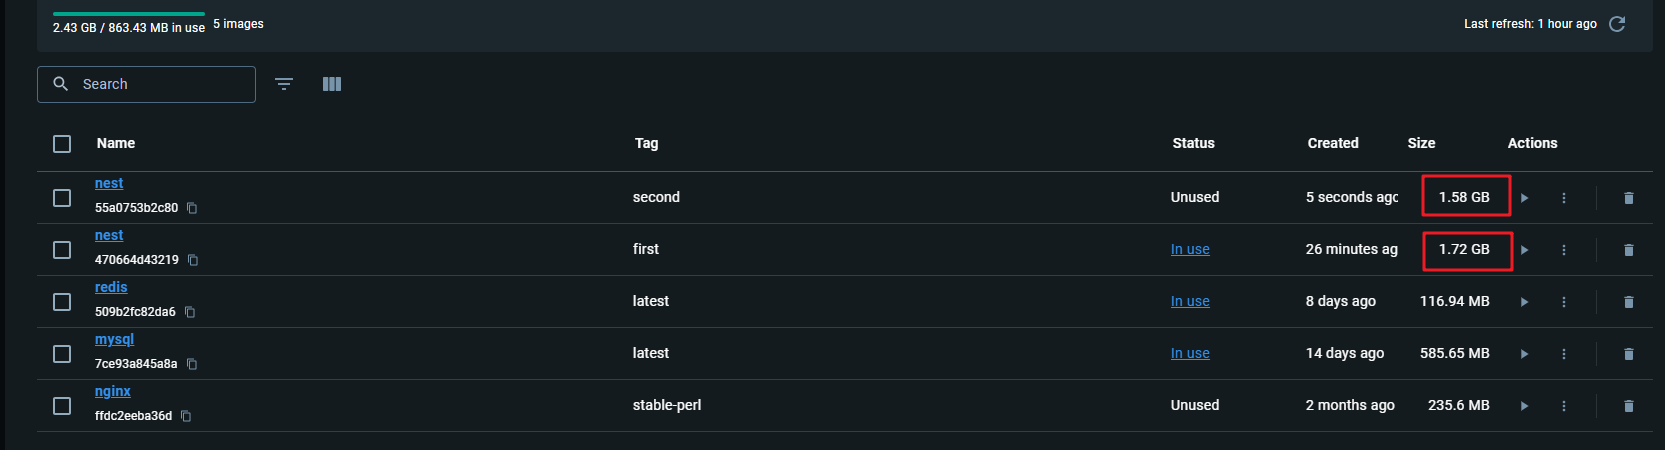 2.43 GB / 863.43 MB in use 5 images Last refresh: 1 hour ago
Search
Name Tag Status Created Size Actions
nest
55a0753b2c80 second Unused 5 seconds ago 1.58 GB
nest
470664d43219 first In use 26 minutes ag 1.72 GB
redis
509b2fc82da6 latest In use 8 days ago 116.94 MB
mysql
7ce93a845a8a latest In use 14 days ago 585.65 MB
nginx
ffdc2eeba36d stable-perl Unused 2 months ago 235.6 MB